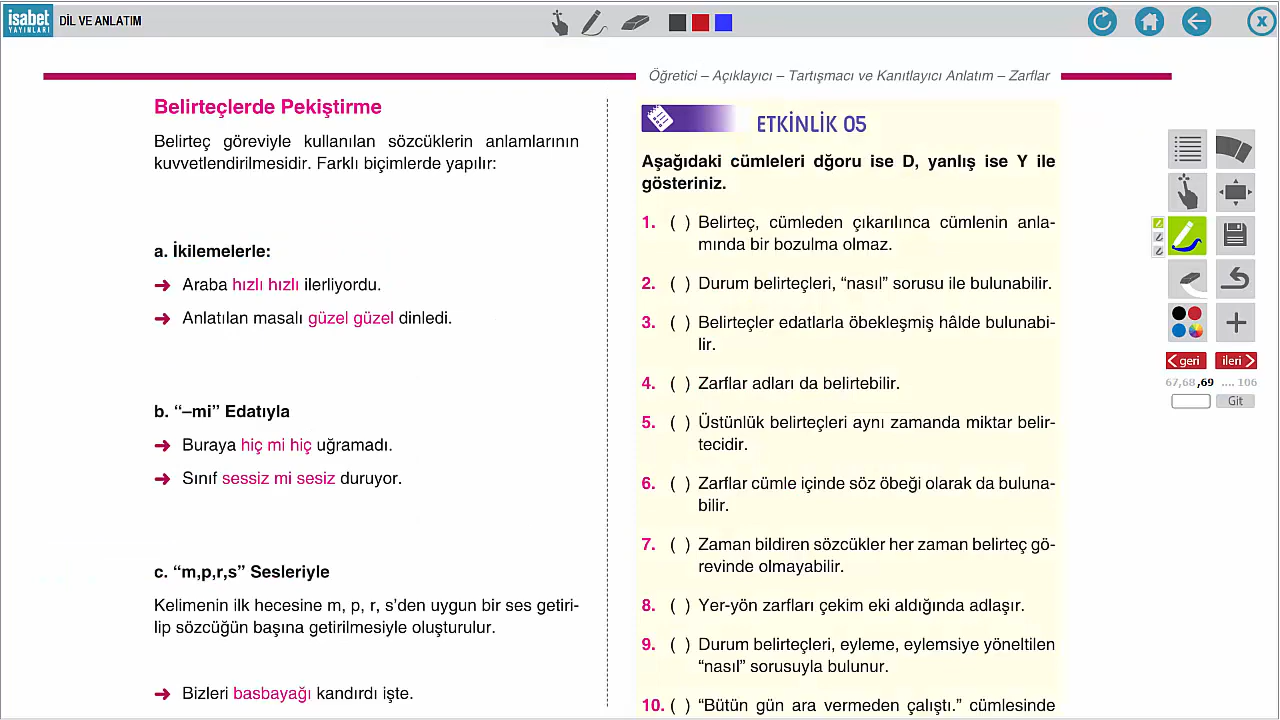 isabet
YAYINLARI
DİL VE ANLATIM
Öğretici – Açıklayıcı – Tartışmacı ve Kanıtlayıcı Anlatım – Zarflar
Belirteçlerde Pekiştirme
Belirteç göreviyle kullanılan sözcüklerin anlamlarının
kuvvetlendirilmesidir. Farklı biçimlerde yapılır:
a. İkilemelerle:
➜ Araba hızlı hızlı ilerliyordu.
➜ Anlatılan masalı güzel güzel dinledi.
b. “–mi” Edatıyla
➜ Buraya hiç mi hiç uğramadı.
➜ Sınıf sessiz mi sesiz duruyor.
c. “m,p,r,s” Sesleriyle
Kelimenin ilk hecesine m, p, r, s’den uygun bir ses getiri-
lip sözcüğün başına getirilmesiyle oluşturulur.
➜ Bizleri basbayağı kandırdı işte.
ETKİNLİK 05
Aşağıdaki cümleleri dğoru ise D, yanlış ise Y ile
gösteriniz.
1. ( ) Belirteç, cümleden çıkarılınca cümlenin anla-
mında bir bozulma olmaz.
2. ( ) Durum belirteçleri, “nasıl” sorusu ile bulunabilir.
3. ( ) Belirteçler edatlarla öbekleşmiş hâlde bulunabi-
lir.
4. ( ) Zarflar adları da belirtebilir.
5. ( ) Üstünlük belirteçleri aynı zamanda miktar belir-
tecidir.
6. ( ) Zarflar cümle içinde söz öbeği olarak da buluna-
bilir.
7. ( ) Zaman bildiren sözcükler her zaman belirteç gö-
revinde olmayabilir.
8. ( ) Yer-yön zarfları çekim eki aldığında adlaşır.
9. ( ) Durum belirteçleri, eyleme, eylemsiye yöneltilen
“nasıl” sorusuyla bulunur.
10. ( ) “Bütün gün ara vermeden çalıştı.” cümlesinde
geri ileri
67,68,69 .... 106
Git